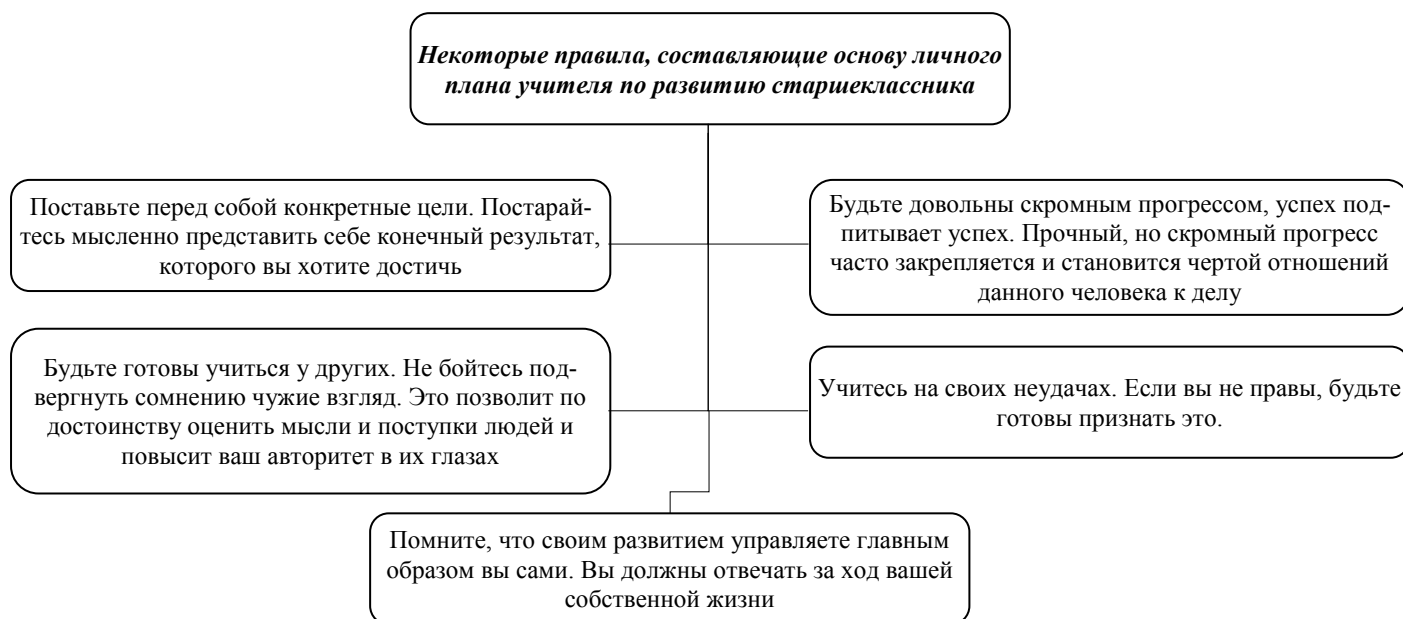 Некоторые правила, составляющие основу личного
плана учителя по развитию старшеклассника
Поставьте перед собой конкретные цели. Постарай-
тесь мысленно представить себе конечный результат,
которого вы хотите достичь
Будьте довольны скромным прогрессом, успех под-
питывает успех. Прочный, но скромный прогресс
часто закрепляется и становится чертой отношений
данного человека к делу
Будьте готовы учиться у других. Не бойтесь под-
вергнуть сомнению чужие взгляд. Это позволит по
достоинству оценить мысли и поступки людей и
повысит ваш авторитет в их глазах
Учитесь на своих неудачах. Если вы не правы, будьте
готовы признать это.
Помните, что своим развитием управляете главным
образом вы сами. Вы должны отвечать за ход вашей
собственной жизни